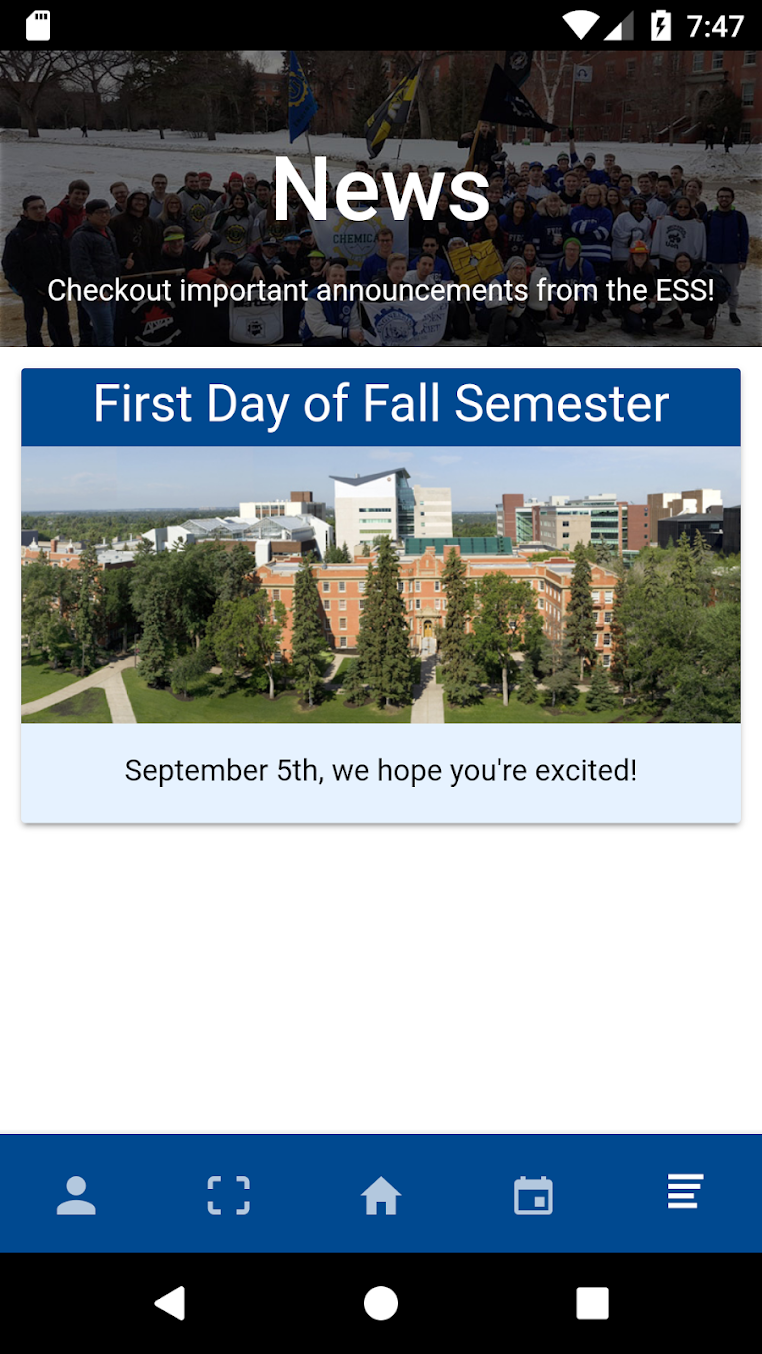 7:47
News
CHEMICA
Checkout important announcements from the ESS!
First Day of Fall Semester
September 5th, we hope you're excited!